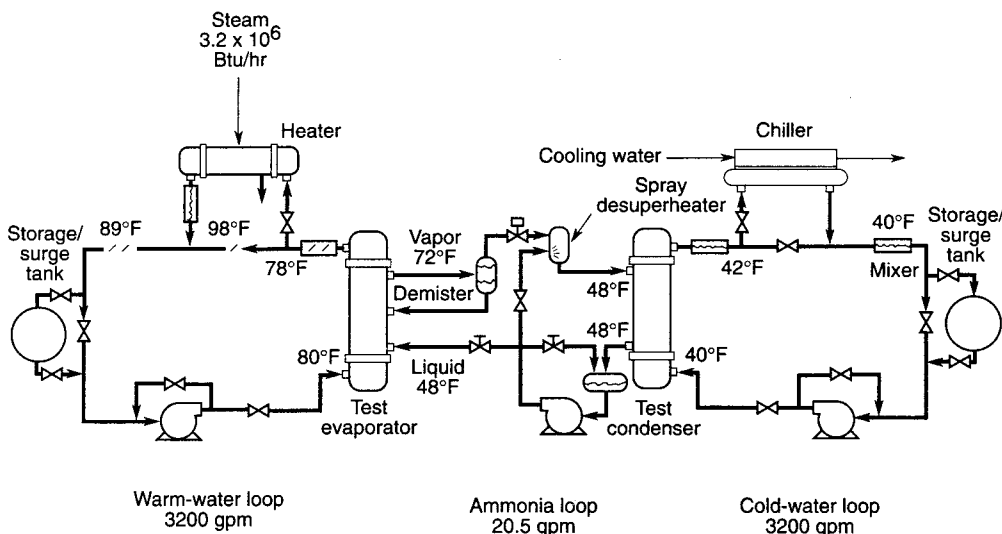 Steam
3.2 x 10⁶
Btu/hr
Heater
Chiller
Cooling water
Spray
desuperheater
Storage/
surge
tank
89°F
98°F
78°F
Vapor
72°F
Demister
48°F
42°F
40°F
Mixer
Storage/
surge
tank
80°F
Liquid
48°F
48°F
40°F
Test
evaporator
Test
condenser
Warm-water loop
3200 gpm
Ammonia loop
20.5 gpm
Cold-water loop
3200 gpm